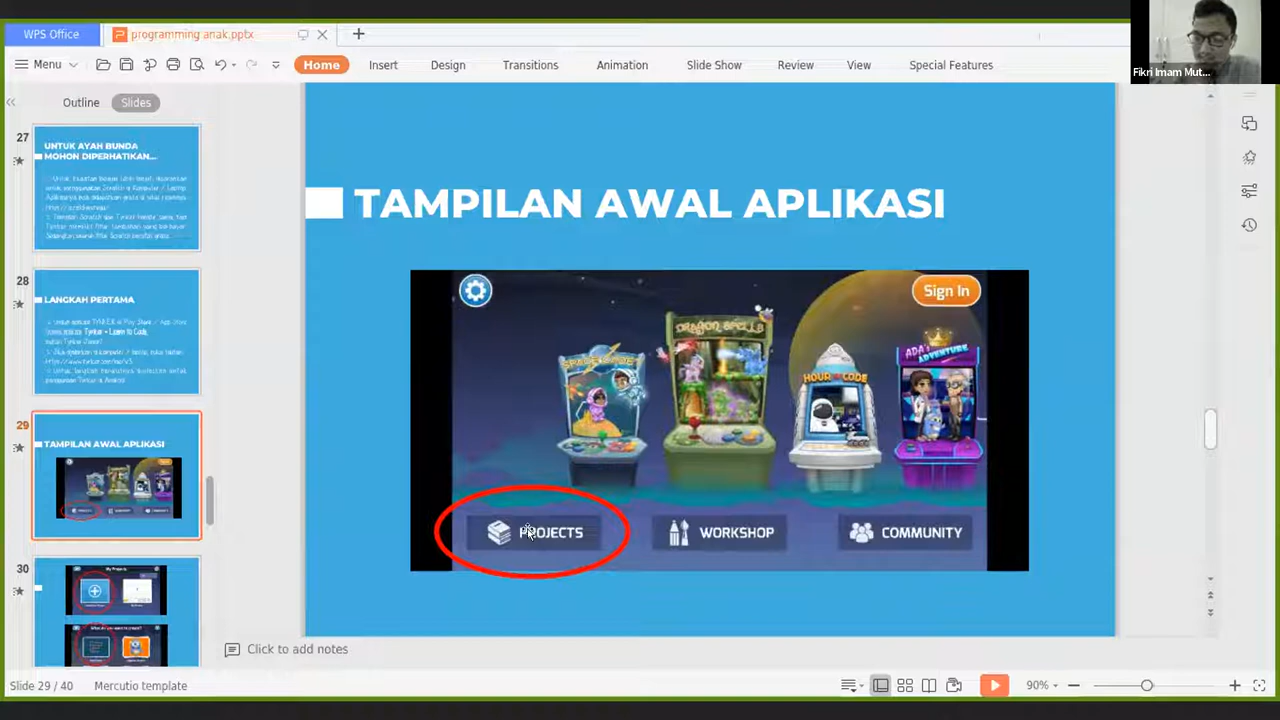 WPS Office
programming anak.pptx
Fikri Imam Mut...
Menu
Home
Insert
Design
Transitions
Animation
Slide Show
Review
View
Special Features
Outline
Slides
27
UNTUK AYAH BUNDA
MOHON DIPERHATIKAN...
28
LANGKAH PERTAMA
29
TAMPILAN AWAL APLIKASI
30
TAMPILAN AWAL APLIKASI
Sign In
DRAGON SPELLS
HOUR OF CODE
ADA'S
ADVENTURE
PROJECTS
WORKSHOP
COMMUNITY
Click to add notes
Slide 29 / 40
Mercutio template
90%